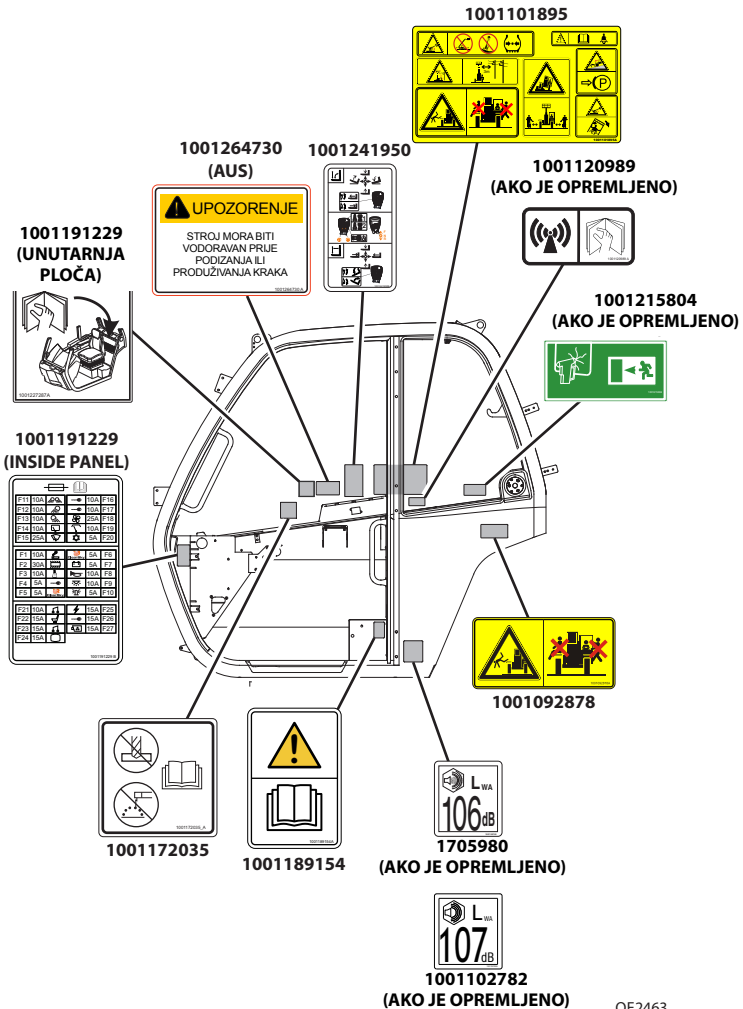 1001101895
1001264730
(AUS)
1001241950
UPOZORENJE
STROJ MORA BITI
VODORAVAN PRIJE
PODIZANJA ILI
PRODUŽIVANJA KRAKA
1001264730 A
1001120989
(AKO JE OPREMLJENO)
1001191229
(UNUTARNJA
PLOČA)
1001227287A
1001215804
(AKO JE OPREMLJENO)
1001191229
(INSIDE PANEL)
F11 10A 10A F16
F12 10A 10A F17
F13 10A 25A F18
F14 10A 10A F19
F15 25A 5A F20
F1 10A 5A F6
F2 30A 5A F7
F3 10A 10A F8
F4 5A 10A F9
F5 5A 5A F10
F21 10A 15A F25
F22 15A 15A F26
F23 15A 15A F27
F24 15A
1001191229 B
P
1001092878
1001172035_A
1001172035
1001189154
LWA
106dB
1705980
(AKO JE OPREMLJENO)
LWA
107dB
1001102782
(AKO JE OPREMLJENO)
r